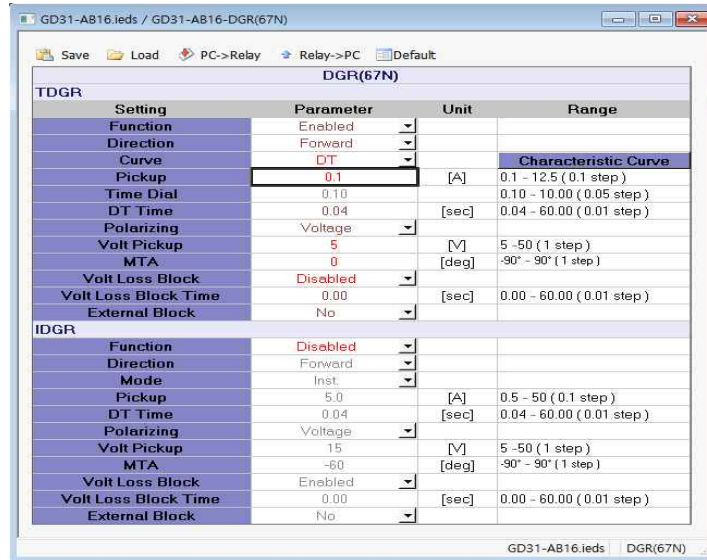 GD31-AB16.ieds / GD31-AB16-DGR(67N)
Save Load PC->Relay Relay->PC Default
DGR(67N)
TDGR
Setting Parameter Unit Range
Function Enabled
Direction Forward
Curve DT Characteristic Curve
Pickup 0.1 [A] 0.1 - 12.5 ( 0.1 step )
Time Dial 0.10 0.10 - 10.00 ( 0.05 step )
DT Time 0.04 [sec] 0.04 - 60.00 ( 0.01 step )
Polarizing Voltage
Volt Pickup 5 [V] 5 -50 ( 1 step )
MTA 0 [deg] -90° - 90° ( 1 step )
Volt Loss Block Disabled
Volt Loss Block Time 0.00 [sec] 0.00 - 60.00 ( 0.01 step )
External Block No
IDGR
Function Disabled
Direction Forward
Mode Inst.
Pickup 5.0 [A] 0.5 - 50 ( 0.1 step )
DT Time 0.04 [sec] 0.04 - 60.00 ( 0.01 step )
Polarizing Voltage
Volt Pickup 15 [V] 5 -50 ( 1 step )
MTA -60 [deg] -90° - 90° ( 1 step )
Volt Loss Block Enabled
Volt Loss Block Time 0.00 [sec] 0.00 - 60.00 ( 0.01 step )
External Block No
GD31-AB16.ieds DGR(67N)